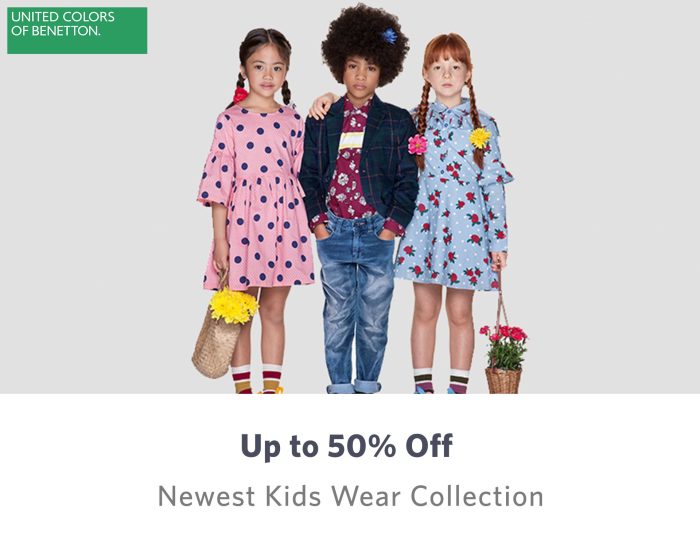 UNITED COLORS
OF BENETTON.
Up to 50% Off
Newest Kids Wear Collection